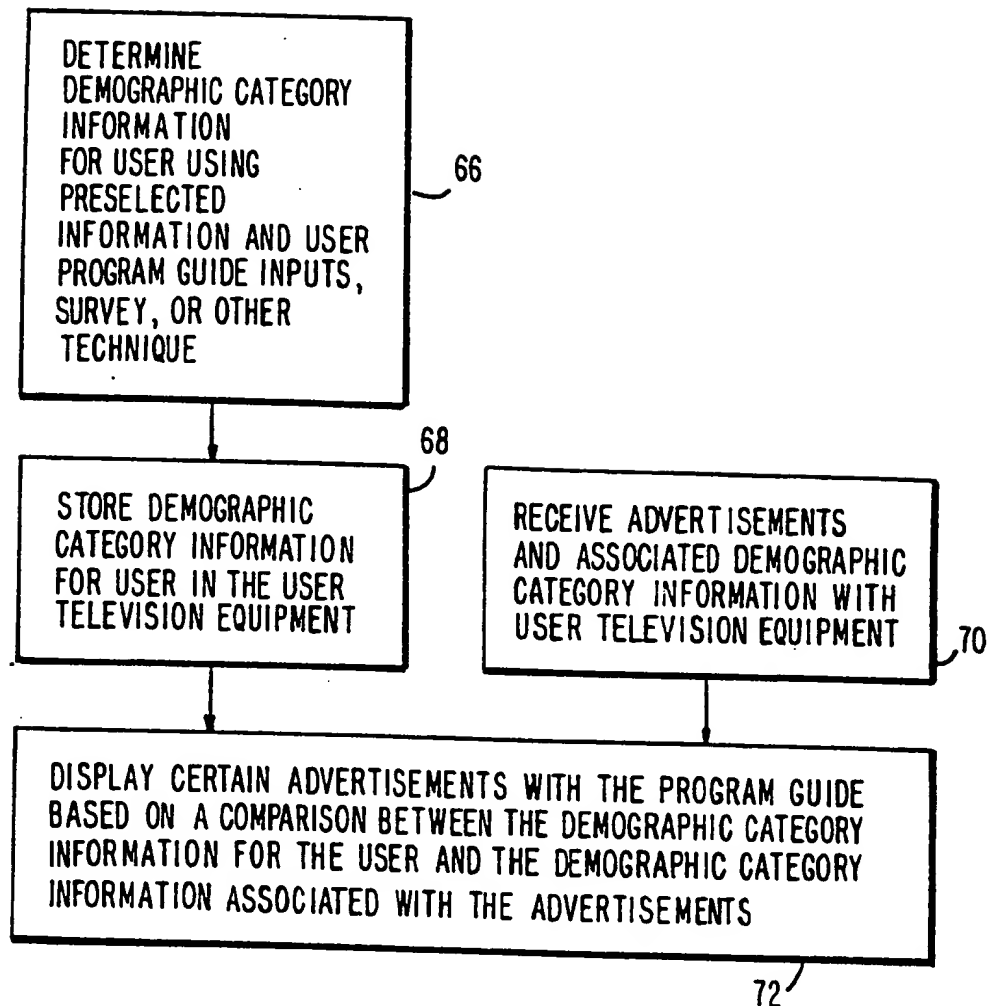 DETERMINE
DEMOGRAPHIC CATEGORY
INFORMATION
FOR USER USING
PRESELECTED
INFORMATION AND USER
PROGRAM GUIDE INPUTS,
SURVEY, OR OTHER
TECHNIQUE
66
68
STORE DEMOGRAPHIC
CATEGORY INFORMATION
FOR USER IN THE USER
TELEVISION EQUIPMENT
RECEIVE ADVERTISEMENTS
AND ASSOCIATED DEMOGRAPHIC
CATEGORY INFORMATION WITH
USER TELEVISION EQUIPMENT
70
DISPLAY CERTAIN ADVERTISEMENTS WITH THE PROGRAM GUIDE
BASED ON A COMPARISON BETWEEN THE DEMOGRAPHIC CATEGORY
INFORMATION FOR THE USER AND THE DEMOGRAPHIC CATEGORY
INFORMATION ASSOCIATED WITH THE ADVERTISEMENTS
72